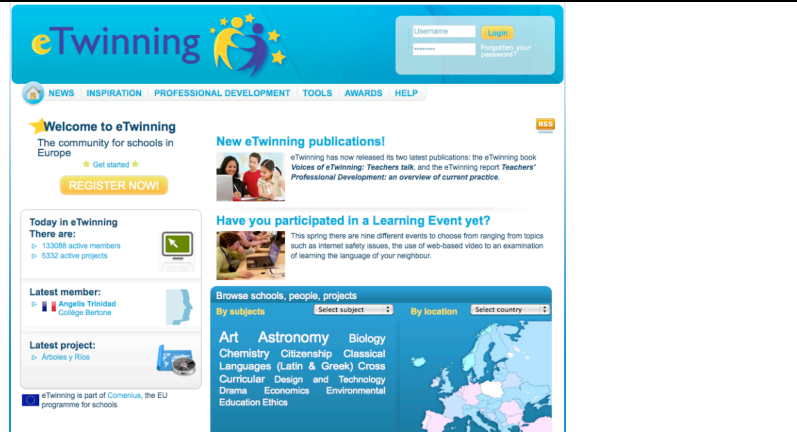 eTwinning
Username
Login
••••••••
Forgotten your
password?
NEWS INSPIRATION PROFESSIONAL DEVELOPMENT TOOLS AWARDS HELP
Welcome to eTwinning
The community for schools in
Europe
Get started
REGISTER NOW!
Today in eTwinning
There are:
133088 active members
5332 active projects
Latest member:
Angelis Trinidad
Collège Bertone
Latest project:
Árboles y Ríos
eTwinning is part of Comenius, the EU
programme for schools
RSS
New eTwinning publications!
eTwinning has now released its two latest publications: the eTwinning book
Voices of eTwinning: Teachers talk, and the eTwinning report Teachers'
Professional Development: an overview of current practice.
Have you participated in a Learning Event yet?
This spring there are nine different events to choose from ranging from topics
such as internet safety issues, the use of web-based video to an examination
of learning the language of your neighbour.
Browse schools, people, projects
By subjects Select subject By location Select country
Art Astronomy Biology
Chemistry Citizenship Classical
Languages (Latin & Greek) Cross
Curricular Design and Technology
Drama Economics Environmental
Education Ethics